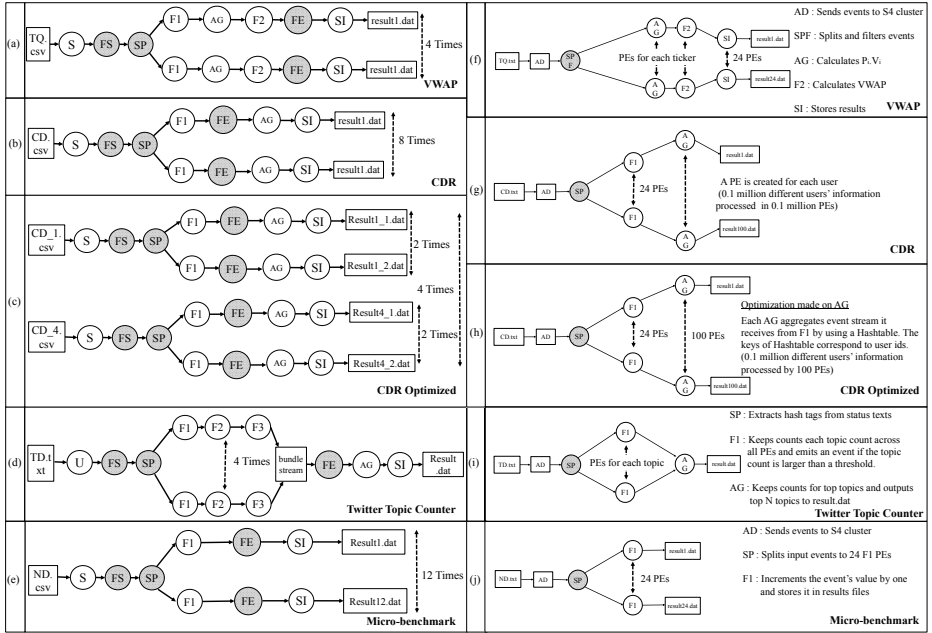 (a)
TQ.
csv
S
FS
SP
F1
AG
F2
FE
SI
result1.dat
F1
AG
F2
FE
SI
result1.dat
4 Times
VWAP
(b)
CD.
csv
S
FS
SP
F1
FE
AG
SI
result1.dat
F1
FE
AG
SI
result1.dat
8 Times
CDR
(c)
CD_1.
csv
S
FS
SP
F1
FE
AG
SI
Result1_1.dat
F1
FE
AG
SI
Result1_2.dat
2 Times
4 Times
CD_4.
csv
S
FS
SP
F1
FE
AG
SI
Result4_1.dat
F1
FE
AG
SI
Result4_2.dat
2 Times
CDR Optimized
(d)
TD.t
xt
U
FS
SP
F1
F2
F3
4 Times
F1
F2
F3
bundle
stream
FE
AG
SI
Result
.dat
Twitter Topic Counter
(e)
ND.
csv
S
FS
SP
F1
FE
SI
Result1.dat
F1
FE
SI
Result12.dat
12 Times
Micro-benchmark
(f)
TQ.txt
AD
SP
F
A
G
F2
SI
result1.dat
PEs for each ticker
24 PEs
A
G
F2
SI
result24.dat
AD : Sends events to S4 cluster
SPF : Splits and filters events
AG : Calculates PᵢVᵢ
F2 : Calculates VWAP
SI : Stores results
VWAP
(g)
CD.txt
AD
SP
F1
24 PEs
F1
A
G
result1.dat
A
G
result100.dat
A PE is created for each user
(0.1 million different users' information
processed in 0.1 million PEs)
CDR
(h)
CD.txt
AD
SP
F1
24 PEs
F1
A
G
result1.dat
100 PEs
A
G
result100.dat
Optimization made on AG
Each AG aggregates event stream it
receives from F1 by using a Hashtable. The
keys of Hashtable correspond to user ids.
(0.1 million different users' information
processed by 100 PEs)
CDR Optimized
(i)
TD.txt
AD
SP
F1
PEs for each topic
F1
A
G
result.dat
SP : Extracts hash tags from status texts
F1 : Keeps counts each topic count across
all PEs and emits an event if the topic
count is larger than a threshold.
AG : Keeps counts for top topics and outputs
top N topics to result.dat
Twitter Topic Counter
(j)
ND.txt
AD
SP
F1
result1.dat
24 PEs
F1
result24.dat
AD : Sends events to S4 cluster
SP : Splits input events to 24 F1 PEs
F1 : Increments the event's value by one
and stores it in results files
Micro-benchmark